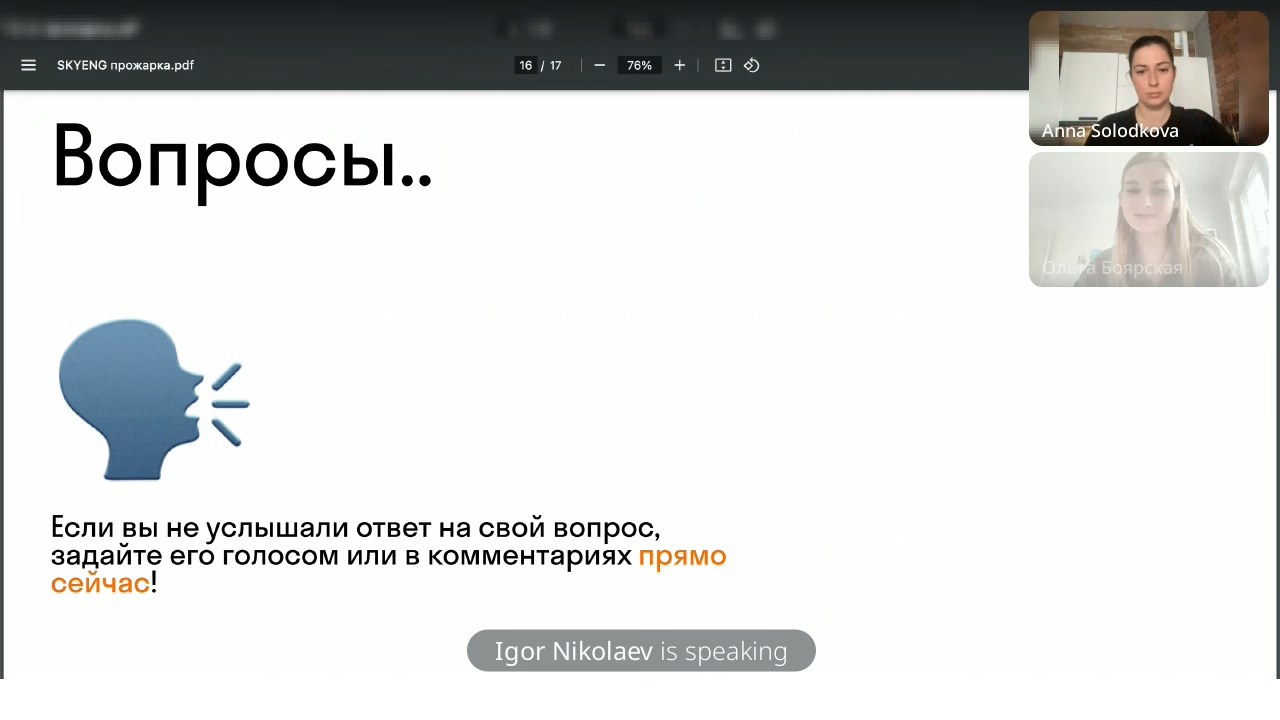 SKYENG прожарка.pdf
16 / 17
76%
Вопросы..
Если вы не услышали ответ на свой вопрос,
задайте его голосом или в комментариях прямо
сейчас!
Anna Solodkova
Ольга Боярская
Igor Nikolaev is speaking